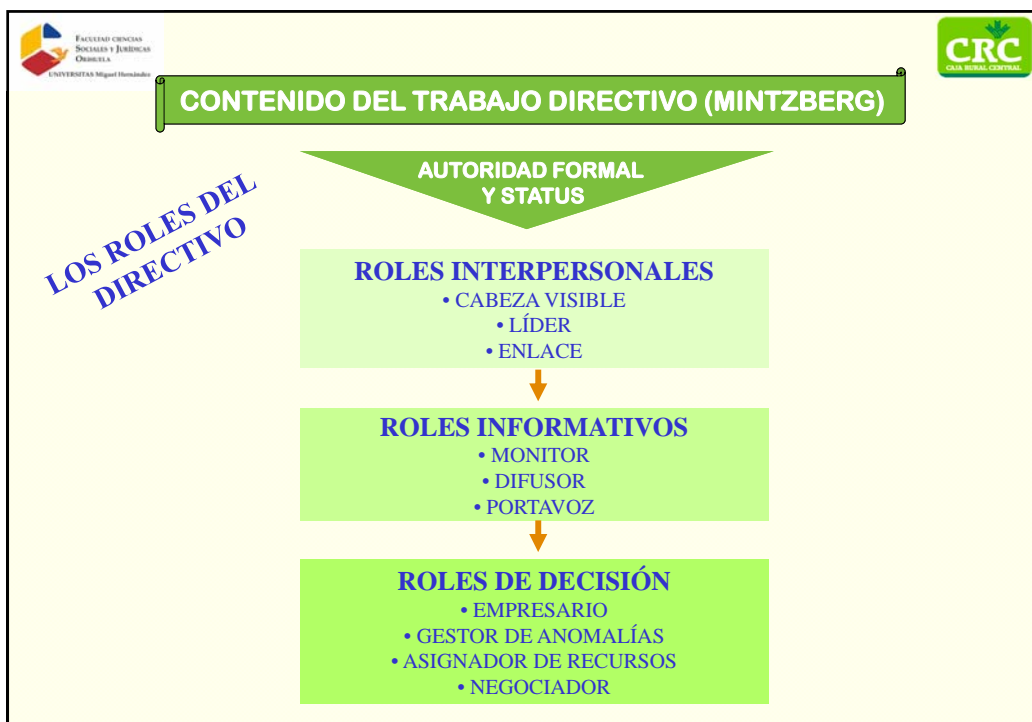 FACULTAD CIENCIAS
SOCIALES Y JURÍDICAS
ORIHUELA
UNIVERSITAS Miguel Hernández
CRC
CAJA RURAL CENTRAL
CONTENIDO DEL TRABAJO DIRECTIVO (MINTZBERG)
AUTORIDAD FORMAL
Y STATUS
LOS ROLES DEL
DIRECTIVO
ROLES INTERPERSONALES
• CABEZA VISIBLE
• LÍDER
• ENLACE
ROLES INFORMATIVOS
• MONITOR
• DIFUSOR
• PORTAVOZ
ROLES DE DECISIÓN
• EMPRESARIO
• GESTOR DE ANOMALÍAS
• ASIGNADOR DE RECURSOS
• NEGOCIADOR